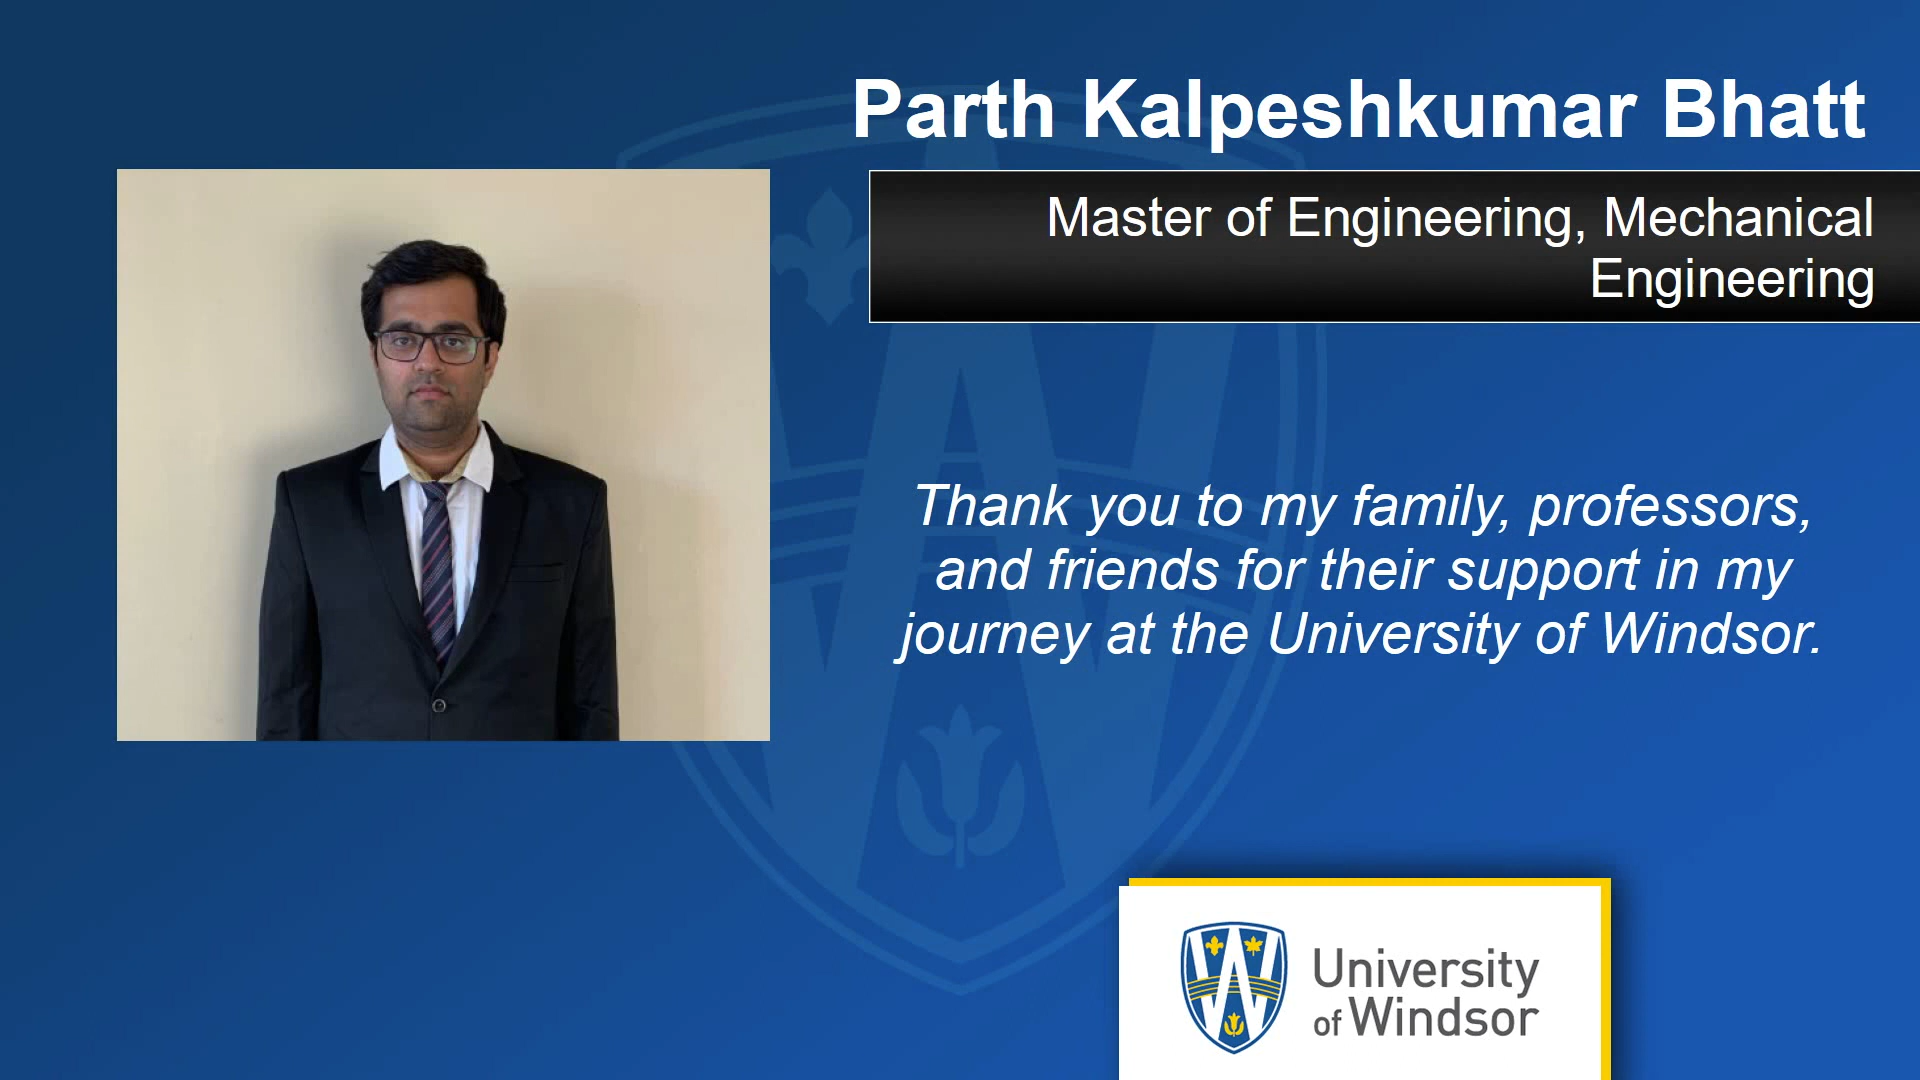 Parth Kalpeshkumar Bhatt
Master of Engineering, Mechanical
Engineering
Thank you to my family, professors,
and friends for their support in my
journey at the University of Windsor.
University
of Windsor